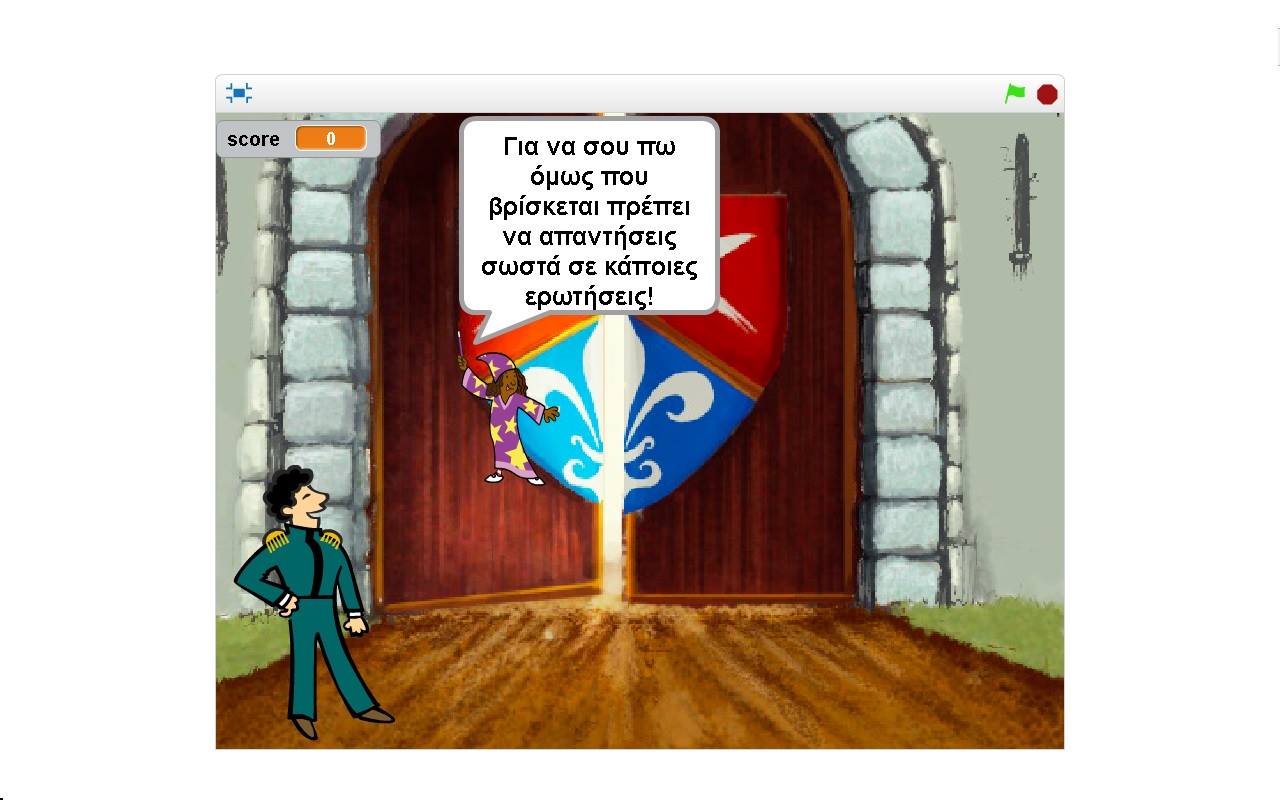 score 0
Για να σου πω
όμως που
βρίσκεται πρέπει
να απαντήσεις
σωστά σε κάποιες
ερωτήσεις!